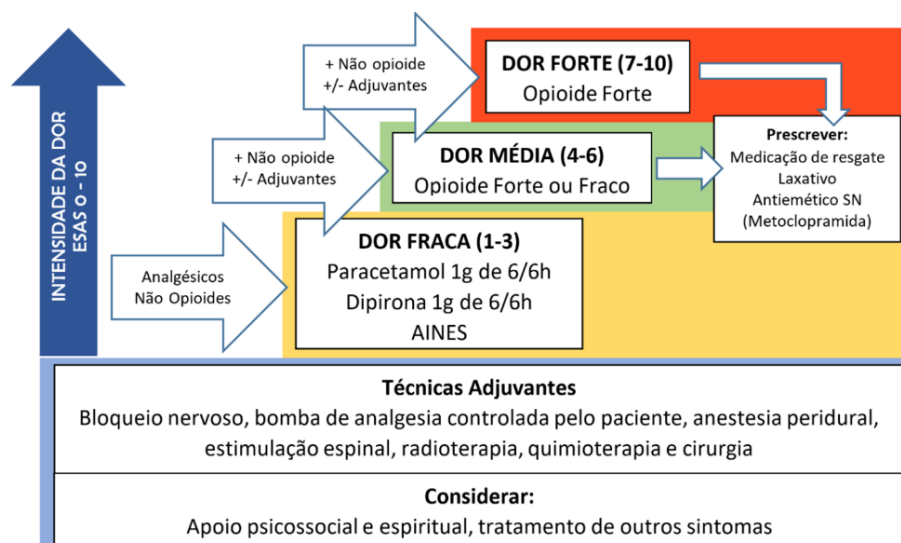 INTENSIDADE DA DOR
ESAS 0 - 10
+ Não opioide
+/- Adjuvantes
DOR FORTE (7-10)
Opioide Forte
+ Não opioide
+/- Adjuvantes
DOR MÉDIA (4-6)
Opioide Forte ou Fraco
Prescrever:
Medicação de resgate
Laxativo
Antiemético SN
(Metoclopramida)
Analgésicos
Não Opioides
DOR FRACA (1-3)
Paracetamol 1g de 6/6h
Dipirona 1g de 6/6h
AINES
Técnicas Adjuvantes
Bloqueio nervoso, bomba de analgesia controlada pelo paciente, anestesia peridural,
estimulação espinal, radioterapia, quimioterapia e cirurgia
Considerar:
Apoio psicossocial e espiritual, tratamento de outros sintomas